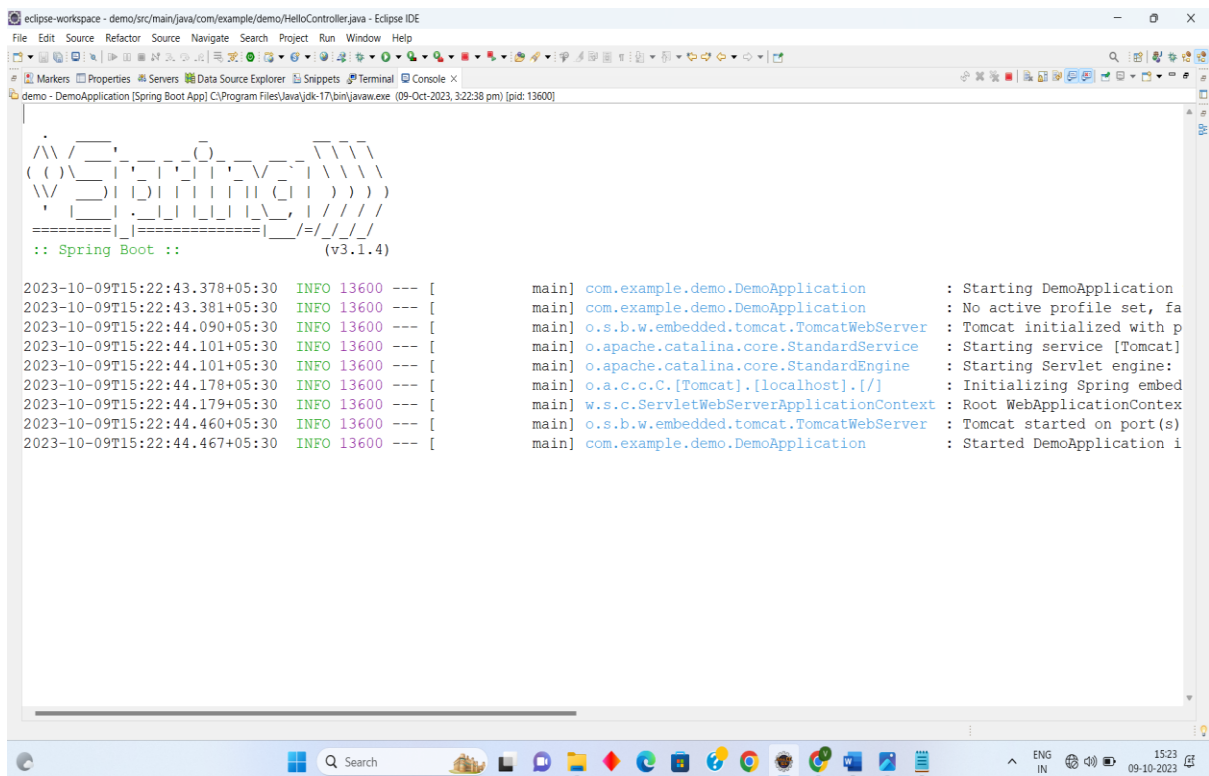 eclipse-workspace - demo/src/main/java/com/example/demo/HelloController.java - Eclipse IDE
File Edit Source Refactor Source Navigate Search Project Run Window Help
Markers Properties Servers Data Source Explorer Snippets Terminal Console
demo - DemoApplication [Spring Boot App] C:\Program Files\Java\jdk-17\bin\javaw.exe (09-Oct-2023, 3:22:38 pm) [pid: 13600]
Spring
:: Spring Boot :: (v3.1.4)
2023-10-09T15:22:43.378+05:30 INFO 13600 --- [ main] com.example.demo.DemoApplication : Starting DemoApplication
2023-10-09T15:22:43.381+05:30 INFO 13600 --- [ main] com.example.demo.DemoApplication : No active profile set, fa
2023-10-09T15:22:44.090+05:30 INFO 13600 --- [ main] o.s.b.w.embedded.tomcat.TomcatWebServer : Tomcat initialized with p
2023-10-09T15:22:44.101+05:30 INFO 13600 --- [ main] o.apache.catalina.core.StandardService : Starting service [Tomcat]
2023-10-09T15:22:44.101+05:30 INFO 13600 --- [ main] o.apache.catalina.core.StandardEngine : Starting Servlet engine:
2023-10-09T15:22:44.178+05:30 INFO 13600 --- [ main] o.a.c.c.C.[Tomcat].[localhost].[/] : Initializing Spring embed
2023-10-09T15:22:44.179+05:30 INFO 13600 --- [ main] w.s.c.ServletWebServerApplicationContext : Root WebApplicationContex
2023-10-09T15:22:44.460+05:30 INFO 13600 --- [ main] o.s.b.w.embedded.tomcat.TomcatWebServer : Tomcat started on port(s)
2023-10-09T15:22:44.467+05:30 INFO 13600 --- [ main] com.example.demo.DemoApplication : Started DemoApplication i
Search
ENG
IN
15:23
09-10-2023